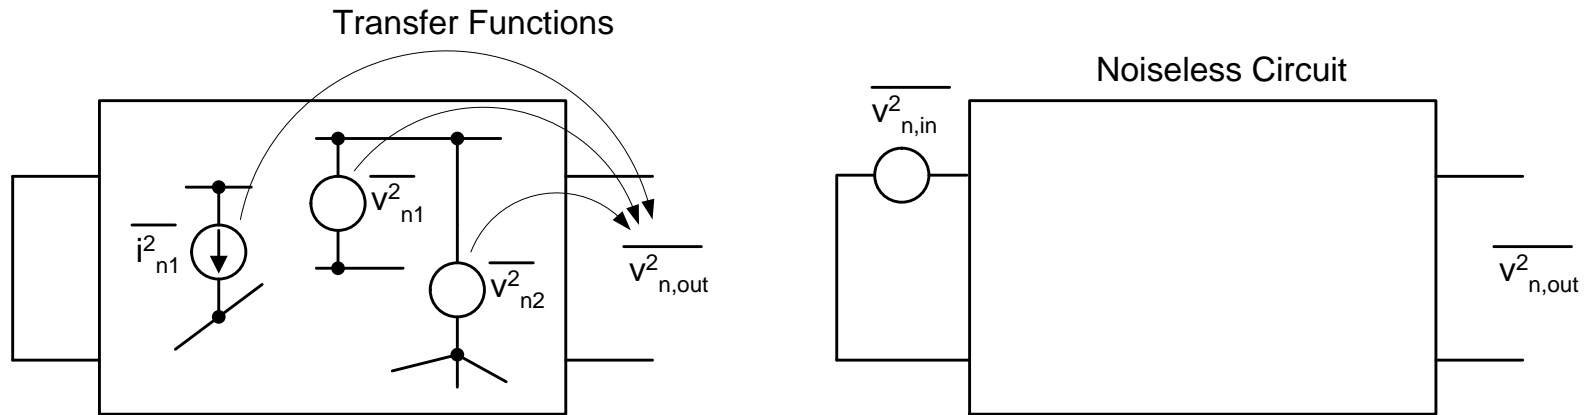 Transfer Functions
Noiseless Circuit
v²n,in
i²n1
v²n1
v²n2
v²n,out
v²n,out